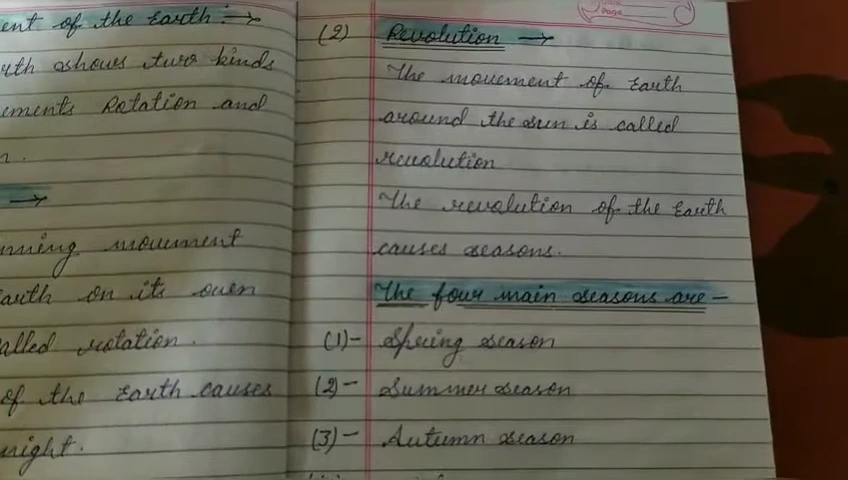 ent of the Earth :→
rth shows two kinds
ements Rotation and
n.
→
nning movement
Earth on its own
alled rotation.
of the Earth causes
night.
Page
(2) Revolution →
The movement of Earth
around the sun is called
revolution
The revolution of the Earth
causes seasons.
The four main seasons are –
(1)– Spring season
(2)– Summer season
(3)– Autumn season